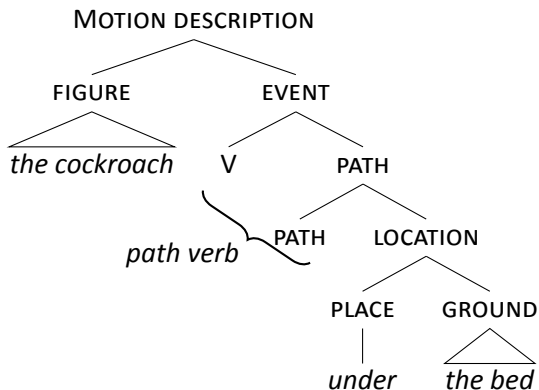 MOTION DESCRIPTION
FIGURE EVENT
the cockroach V PATH
path verb PATH LOCATION
PLACE GROUND
under the bed